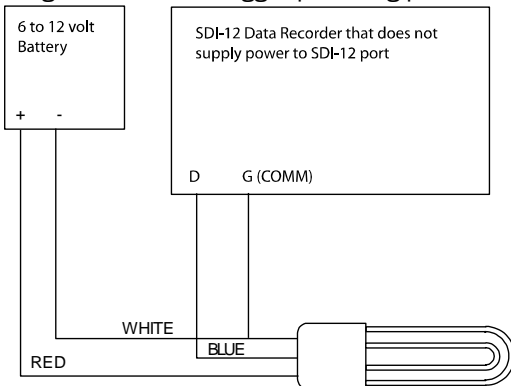 6 to 12 volt
Battery
+ -
SDI-12 Data Recorder that does not
supply power to SDI-12 port
D G (COMM)
WHITE
BLUE
RED